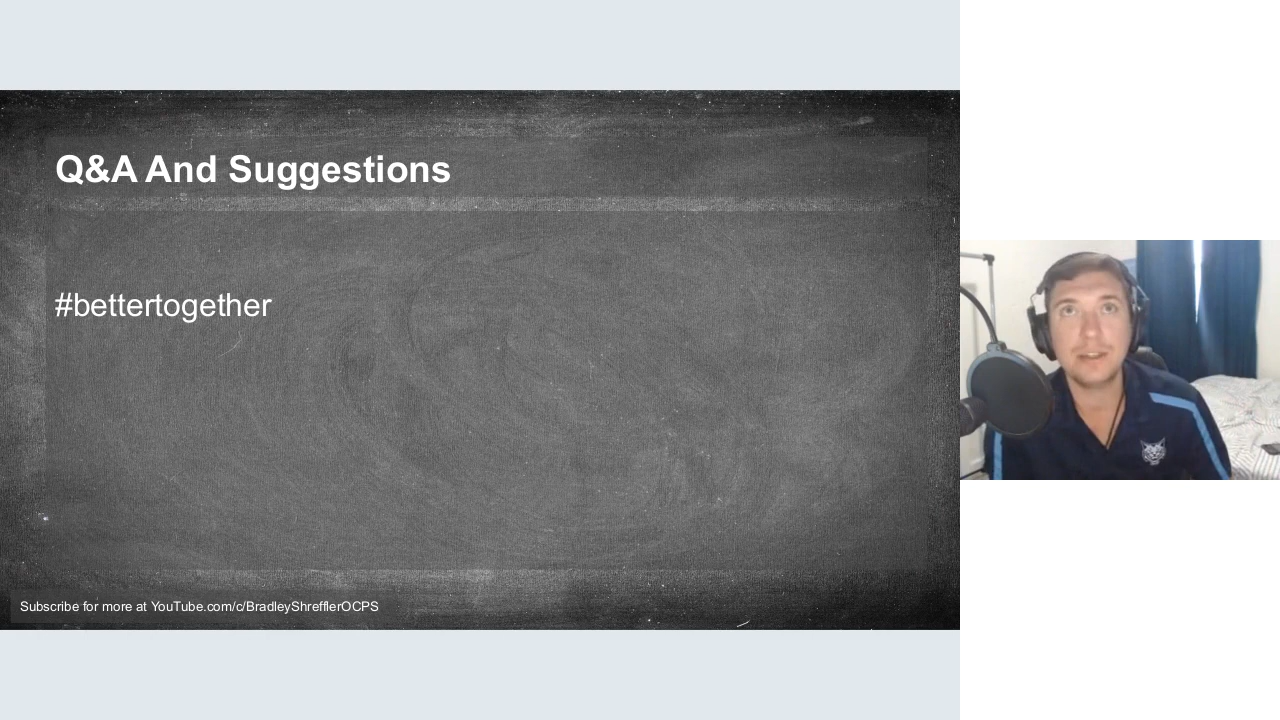 Q&A And Suggestions
#bettertogether
Subscribe for more at YouTube.com/c/BradleyShrefflerOCPS